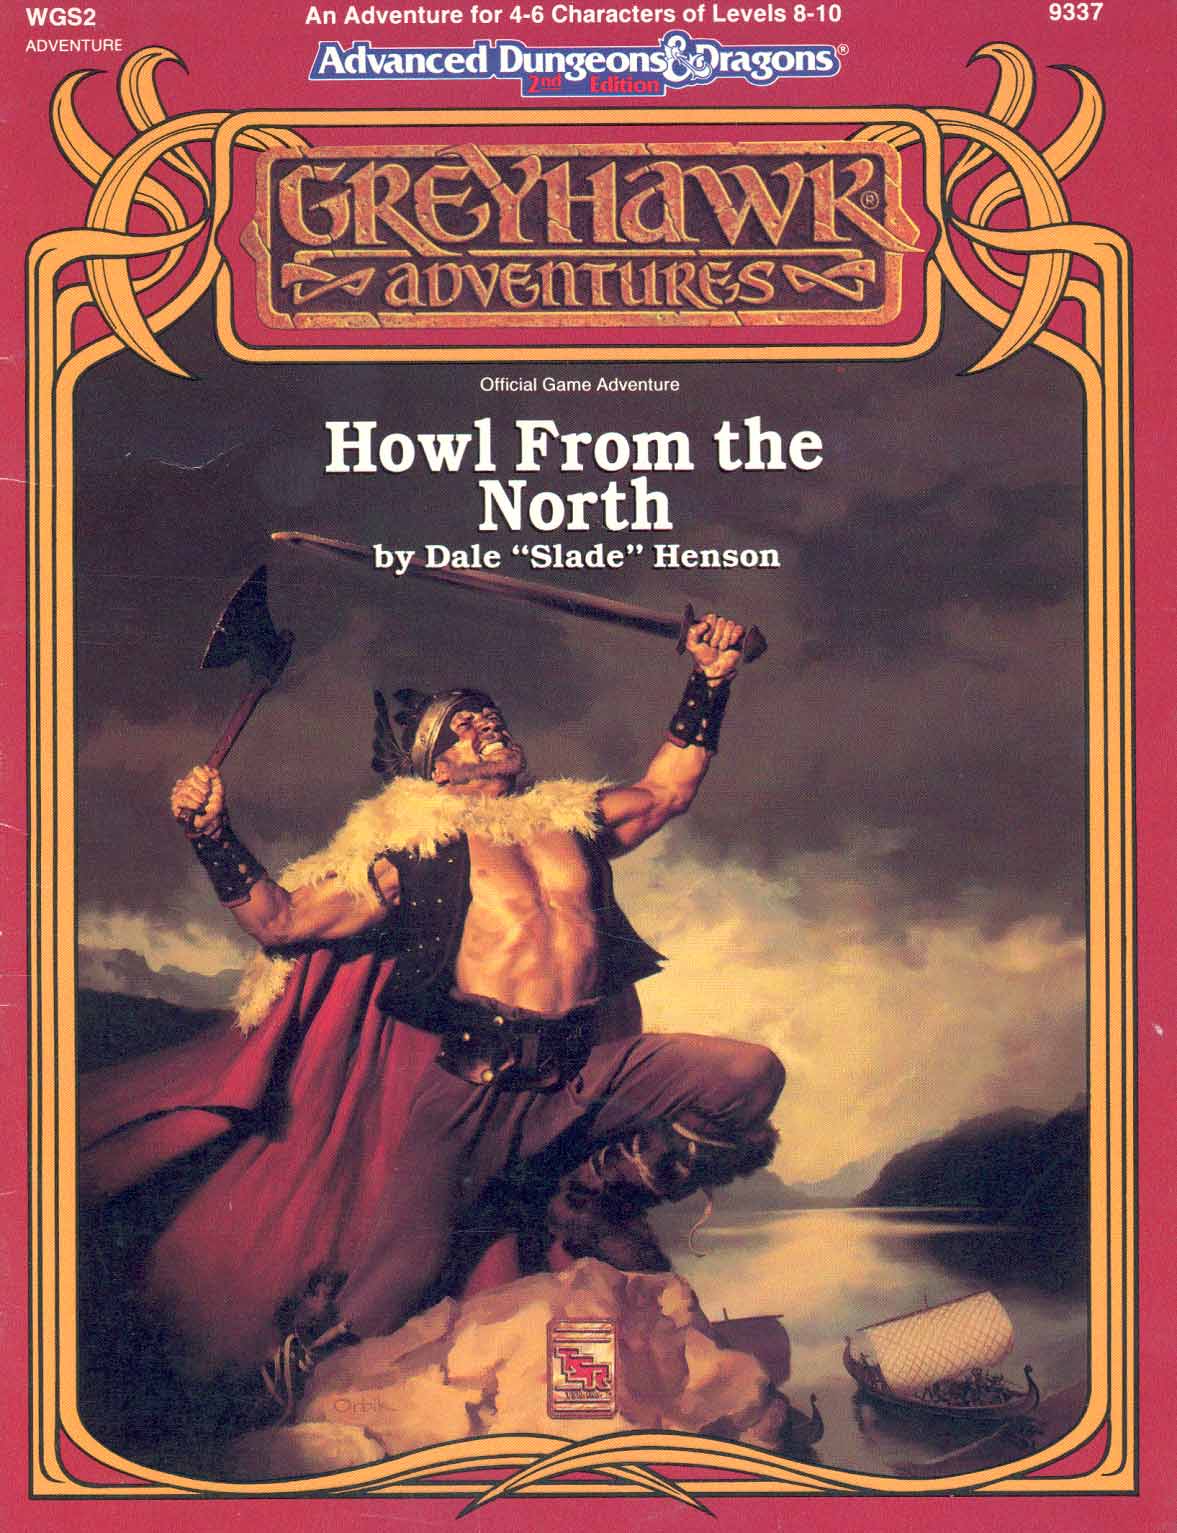 WGS2
ADVENTURE
An Adventure for 4-6 Characters of Levels 8-10
9337
Advanced Dungeons & Dragons®
2nd Edition
GREYHAWK®
ADVENTURES
Official Game Adventure
Howl From the
North
by Dale “Slade” Henson
TSR
Orbik